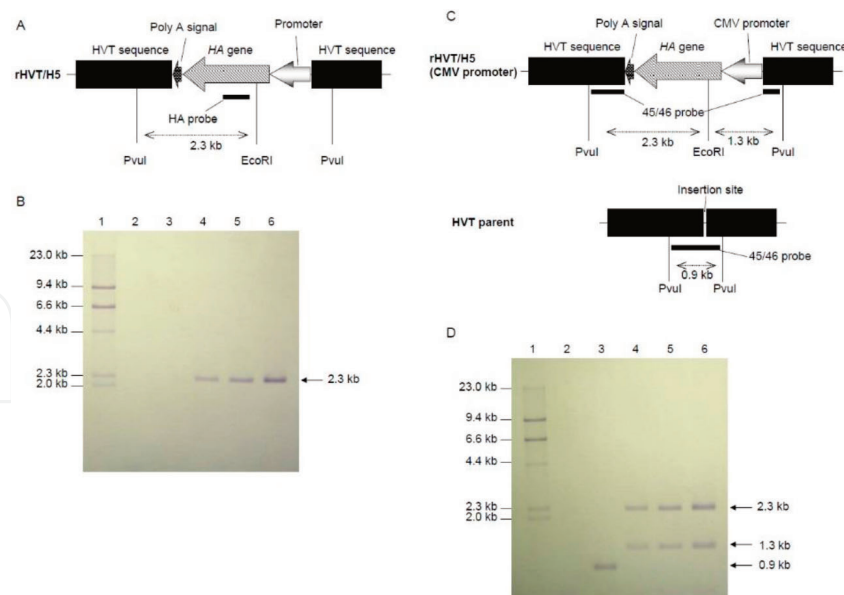 A
Poly A signal
Promoter
HVT sequence
HA gene
HVT sequence
rHVT/H5
HA probe
2.3 kb
PvuI
EcoRI
PvuI
B
1 2 3 4 5 6
23.0 kb
9.4 kb
6.6 kb
4.4 kb
2.3 kb
2.0 kb
2.3 kb
C
Poly A signal
CMV promoter
HVT sequence
HA gene
HVT sequence
rHVT/H5
(CMV promoter)
45/46 probe
2.3 kb
1.3 kb
PvuI
EcoRI
PvuI
Insertion site
HVT parent
45/46 probe
0.9 kb
PvuI
PvuI
D
1 2 3 4 5 6
23.0 kb
9.4 kb
6.6 kb
4.4 kb
2.3 kb
2.0 kb
2.3 kb
1.3 kb
0.9 kb